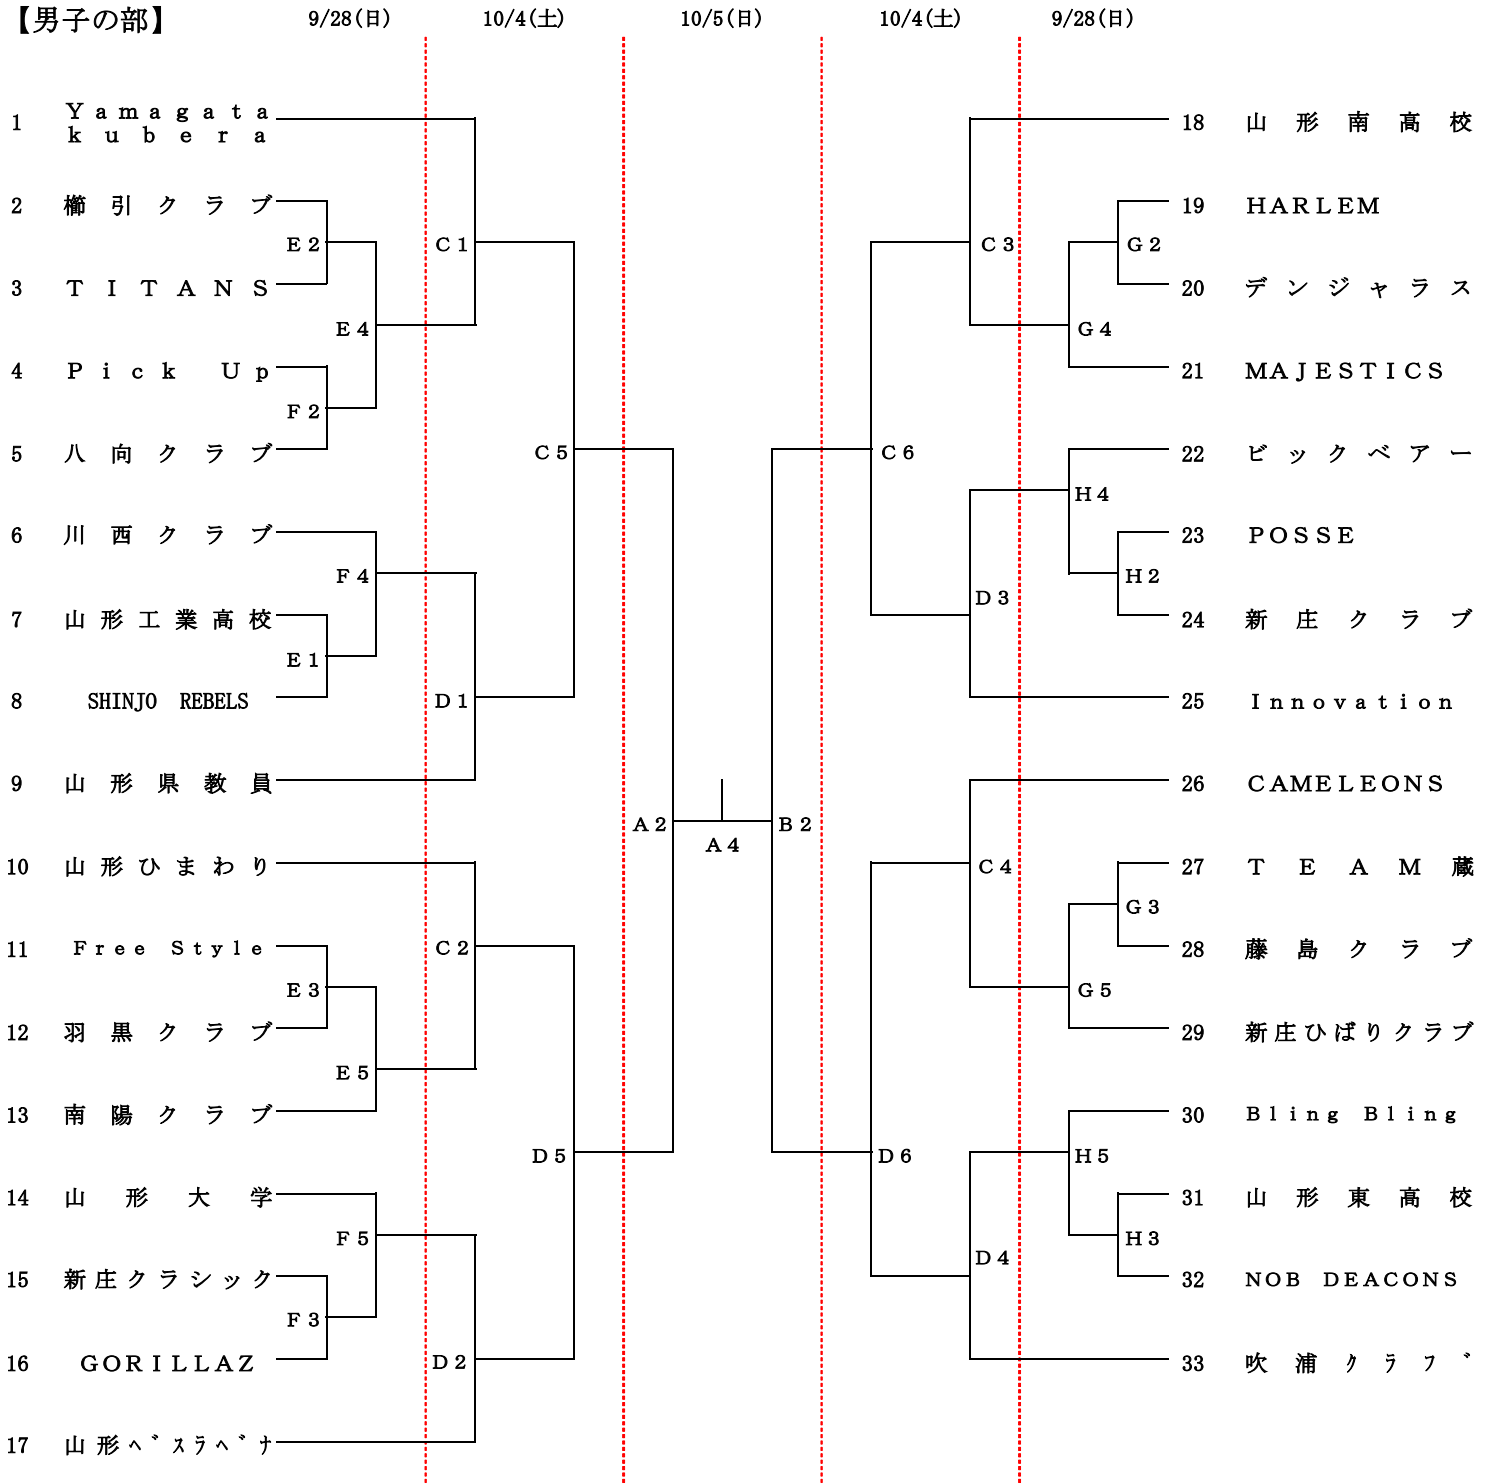 【男子の部】 9/28(日) 10/4(土) 10/5(日) 10/4(土) 9/28(日)
1 Yamagata kubera
2 櫛引クラブ
3 TITANS
4 Pick Up
5 八向クラブ
6 川西クラブ
7 山形工業高校
8 SHINJO REBELS
9 山形県教員
10 山形ひまわり
11 Free Style
12 羽黒クラブ
13 南陽クラブ
14 山形大学
15 新庄クラシック
16 GORILLAZ
17 山形ベスラベナ
E2
F2
E1
E3
F3
E4
F4
E5
F5
C1
D1
C2
D2
C5
D5
A2
A4
B2
C6
D6
C3
D3
C4
D4
G4
H4
G5
H5
G2
H2
G3
H3
18 山形南高校
19 HARLEM
20 デンジャラス
21 MAJESTICS
22 ビックベアー
23 POSSE
24 新庄クラブ
25 Innovation
26 CAMELEONS
27 TEAM蔵
28 藤島クラブ
29 新庄ひばりクラブ
30 Bling Bling
31 山形東高校
32 NOB DEACONS
33 吹浦クラブ